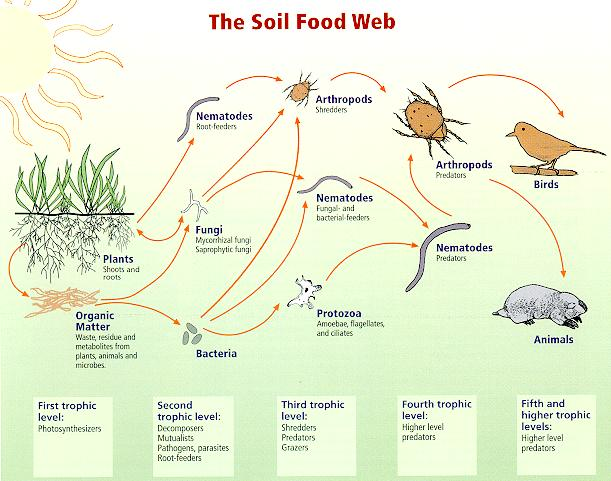 The Soil Food Web
Nematodes
Root-feeders
Arthropods
Shredders
Arthropods
Predators
Birds
Nematodes
Fungal- and
bacterial-feeders
Fungi
Mycorrhizal fungi
Saprophytic fungi
Plants
Shoots and
roots
Nematodes
Predators
Organic
Matter
Waste, residue and
metabolites from
plants, animals and
microbes.
Bacteria
Protozoa
Amoebae, flagellates,
and ciliates
Animals
First trophic
level:
Photosynthesizers
Second
trophic level:
Decomposers
Mutualists
Pathogens, parasites
Root-feeders
Third trophic
level:
Shredders
Predators
Grazers
Fourth trophic
level:
Higher level
predators
Fifth and
higher trophic
levels:
Higher level
predators